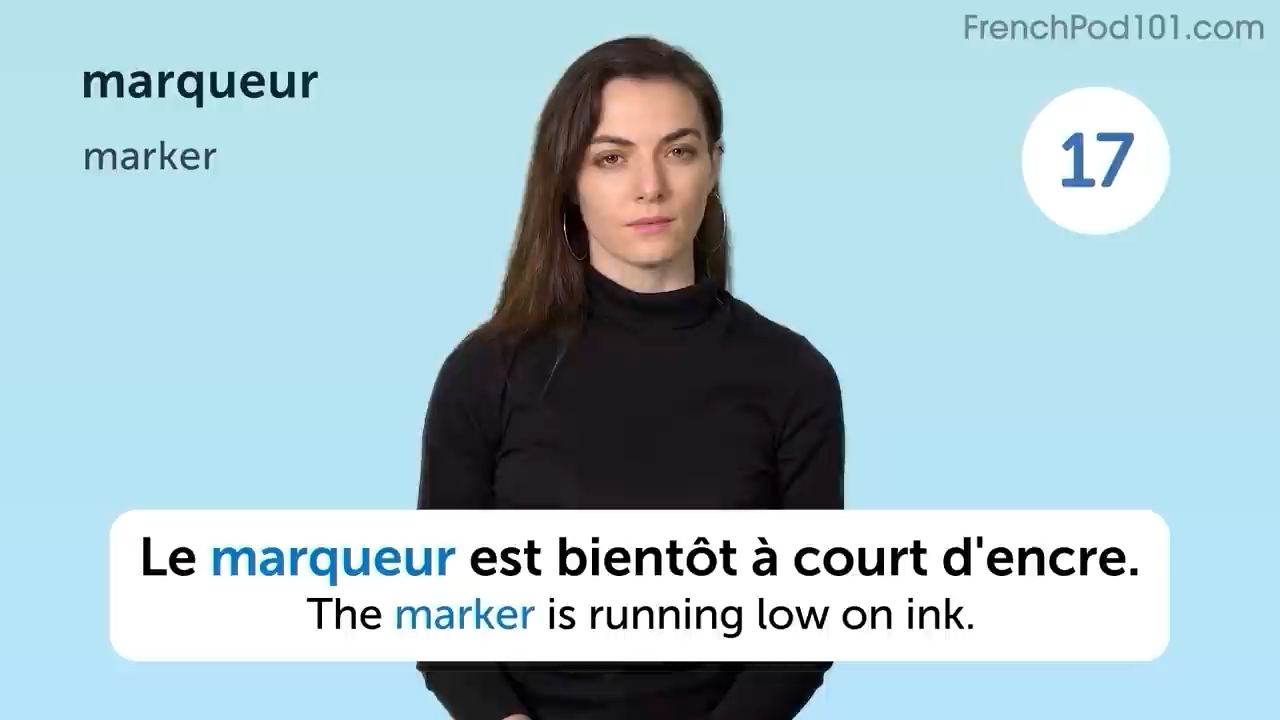 FrenchPod101.com
marqueur
marker
17
Le marqueur est bientôt à court d'encre.
The marker is running low on ink.